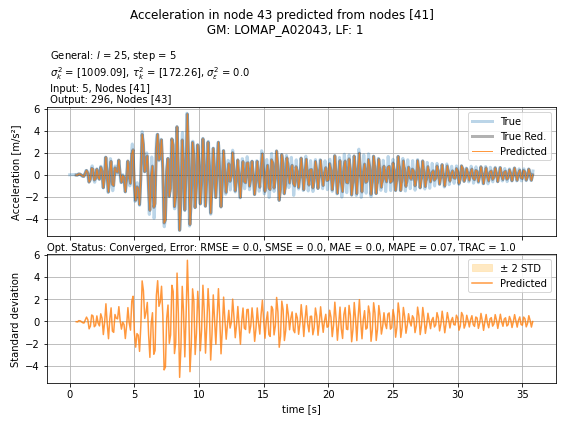 Acceleration in node 43 predicted from nodes [41]
GM: LOMAP_A02043, LF: 1
General: l = 25, step = 5
σ_k² = [1009.09], τ_k² = [172.26], σ_ε² = 0.0
Input: 5, Nodes [41]
Output: 296, Nodes [43]
6
4
2
0
−2
−4
Acceleration [m/s²]
True
True Red.
Predicted
Opt. Status: Converged, Error: RMSE = 0.0, SMSE = 0.0, MAE = 0.0, MAPE = 0.07, TRAC = 1.0
6
4
2
0
−2
−4
Standard deviation
± 2 STD
Predicted
0 5 10 15 20 25 30 35
time [s]